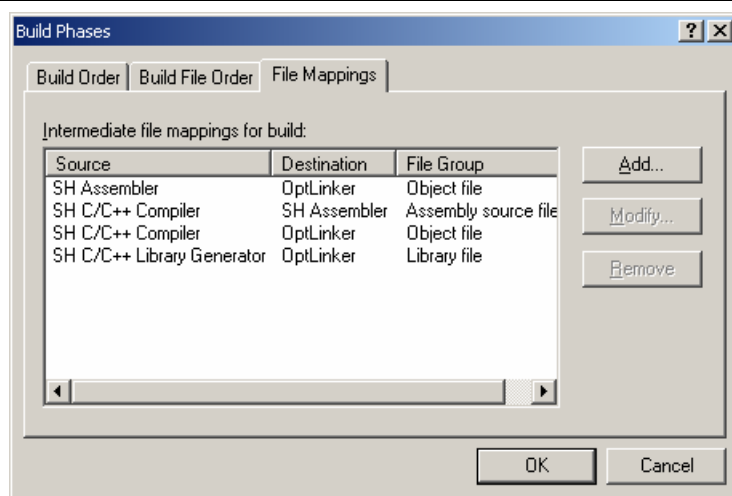 Build Phases
Build Order Build File Order File Mappings
Intermediate file mappings for build:
Source Destination File Group
SH Assembler OptLinker Object file
SH C/C++ Compiler SH Assembler Assembly source file
SH C/C++ Compiler OptLinker Object file
SH C/C++ Library Generator OptLinker Library file
Add...
Modify...
Remove
OK Cancel